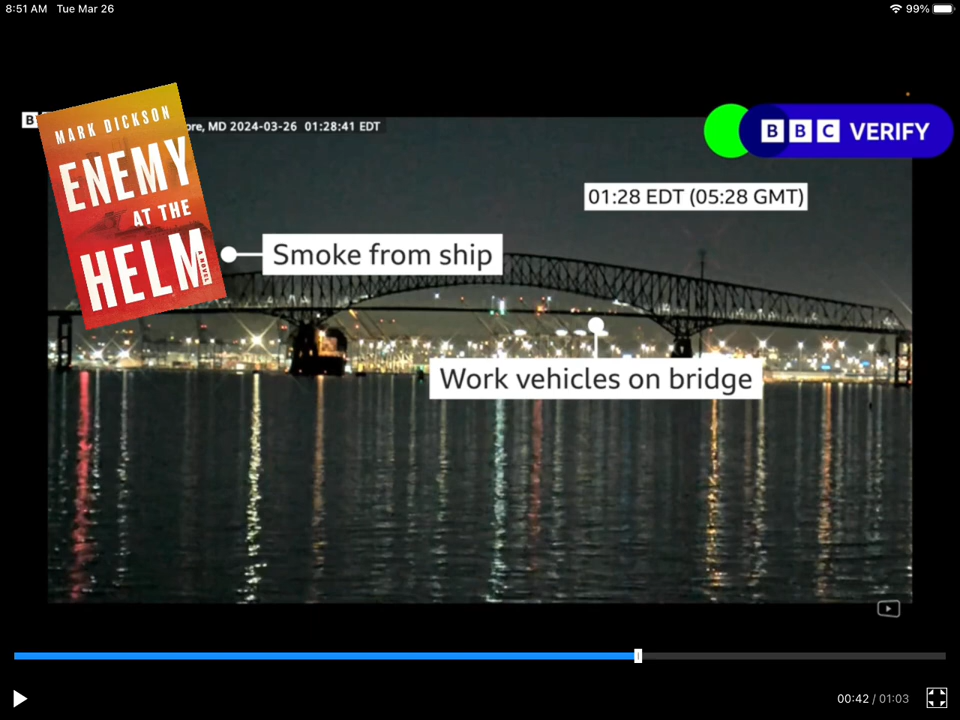 8:51 AM Tue Mar 26
99%
B
ore, MD 2024-03-26 01:28:41 EDT
BBC VERIFY
MARK DICKSON
ENEMY
AT THE
HELM
A NOVEL
01:28 EDT (05:28 GMT)
Smoke from ship
Work vehicles on bridge
00:42 / 01:03